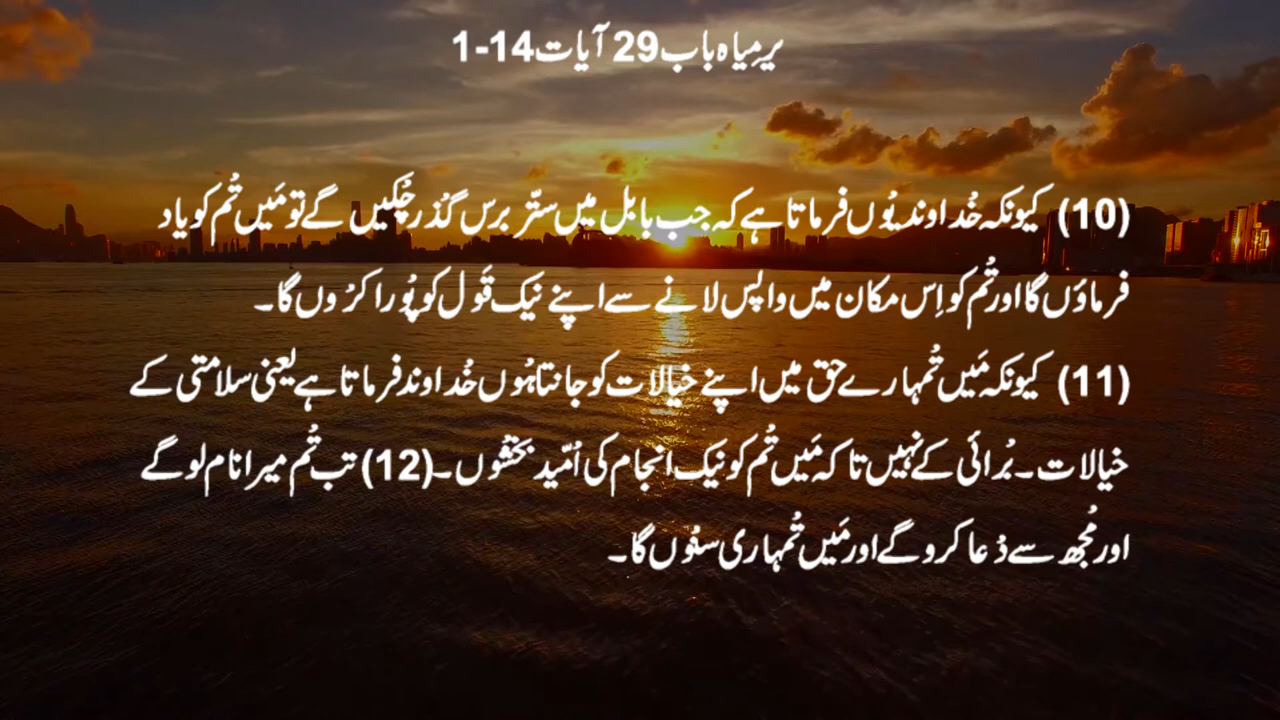 یرمیاہ باب 29 آیات 14-1
(10) کیونکہ خُداوند یُوں فرماتا ہے کہ جب بابل میں ستّر برس گُذر چُکیں گے تو مَیں تُم کو یاد
فرماؤں گا اور تُم کو اِس مکان میں واپس لانے سے اپنے نیک قَول کو پُورا کرُوں گا۔
(11) کیونکہ مَیں تُمہارے حق میں اپنے خیالات کو جانتا ہُوں خُداوند فرماتا ہے یعنی سلامتی کے
خیالات۔ بُرائی کے نہیں تاکہ مَیں تُم کو نیک انجام کی اُمّید بخشُوں۔ (12) تب تُم میرا نام لو گے
اور مُجھ سے دُعا کرو گے اور مَیں تُمہاری سنُوں گا۔